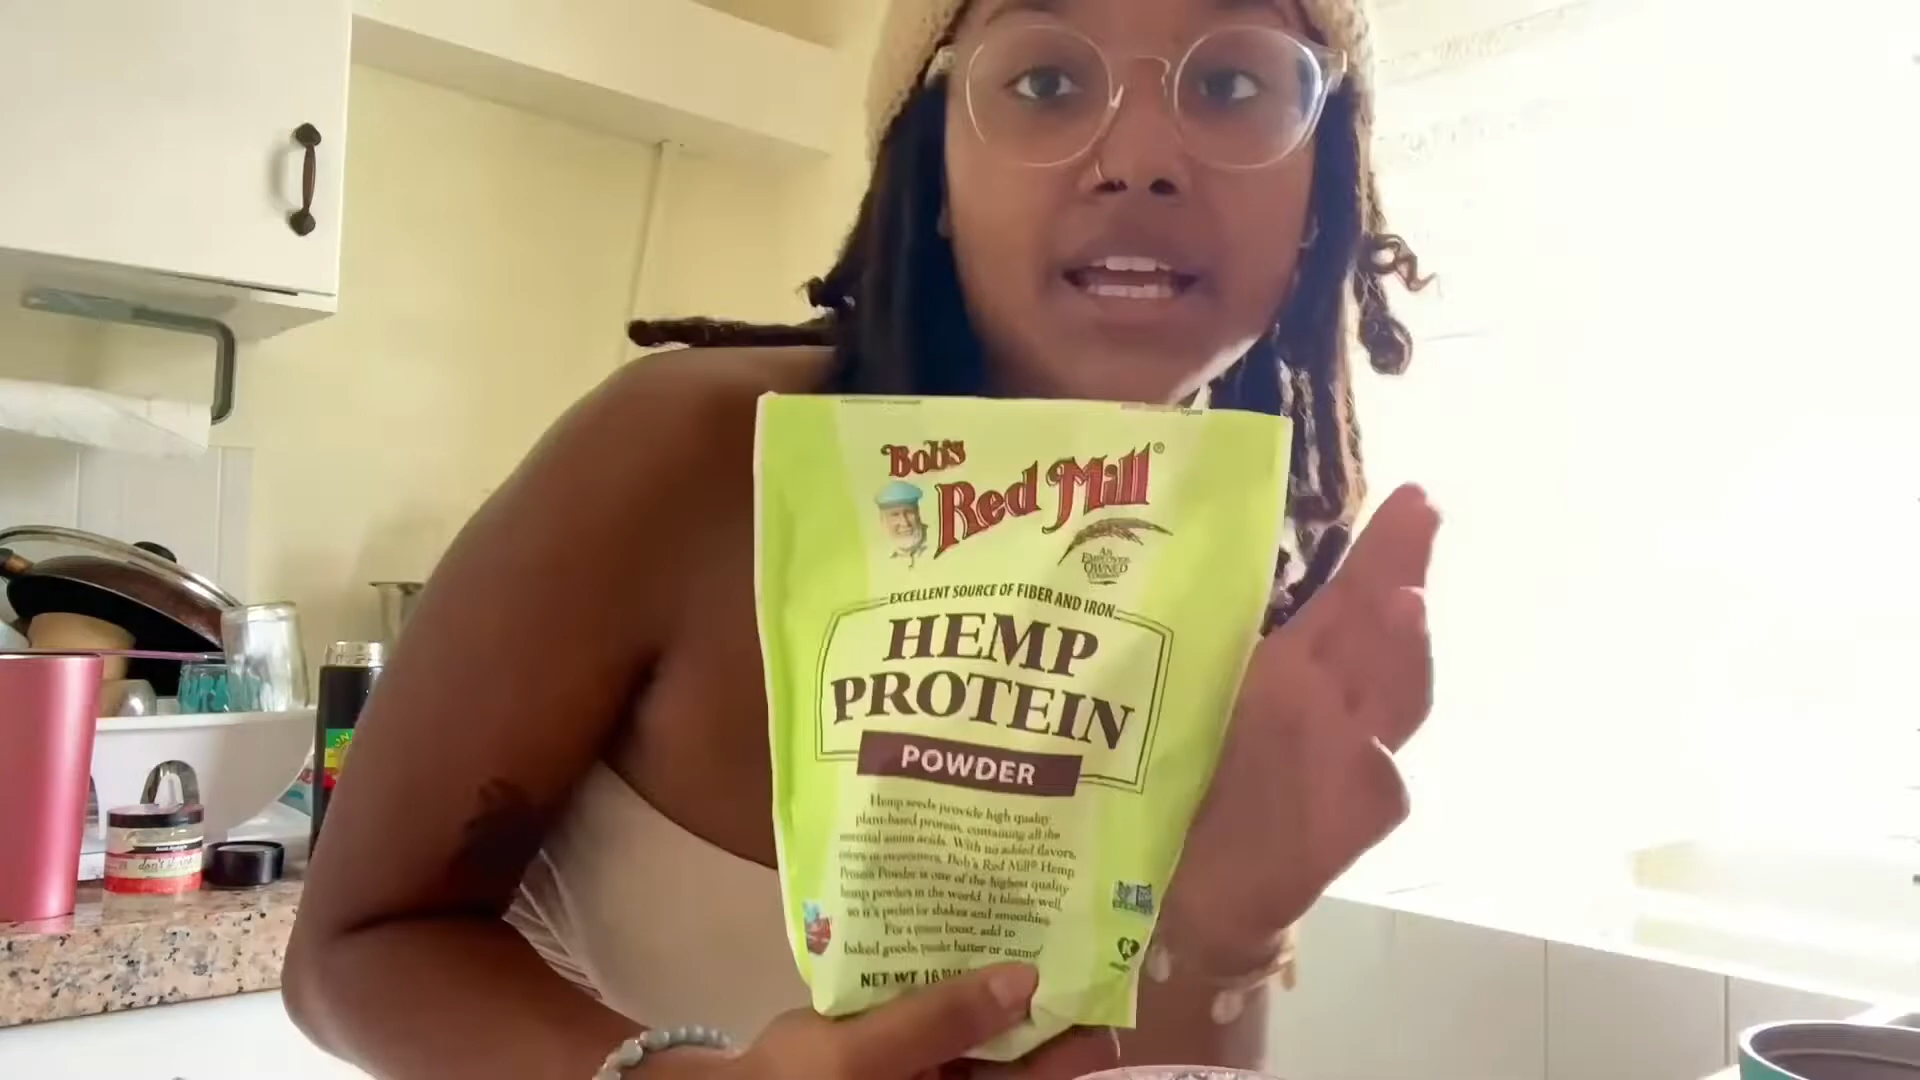 Bob's
Red Mill®
AN
EMPLOYEE-
OWNED
COMPANY
EXCELLENT SOURCE OF FIBER AND IRON
HEMP
PROTEIN
POWDER
Hemp seeds provide high quality
plant-based protein, containing all the
essential amino acids. With no added flavors,
colors or sweeteners, Bob's Red Mill® Hemp
Protein Powder is one of the highest quality
hemp powders in the world. It blends well,
so it's perfect for shakes and smoothies.
For a protein boost, add to
baked goods, pancake batter or oatmeal
NET WT 16
K